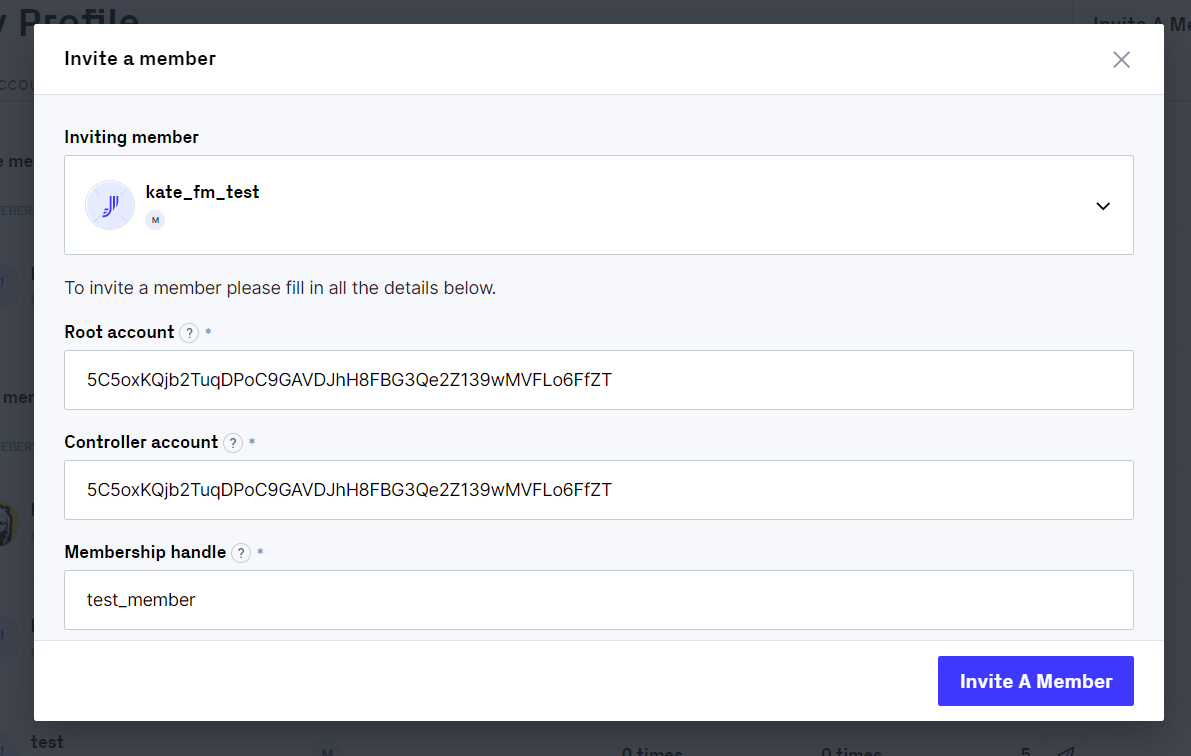 y Profile
Invite A Me
Invite a member
Inviting member
kate_fm_test
M
To invite a member please fill in all the details below.
Root account ? *
5C5oxKQjb2TuqDPoC9GAVDJhH8FBG3Qe2Z139wMVFLo6FfZT
Controller account ? *
5C5oxKQjb2TuqDPoC9GAVDJhH8FBG3Qe2Z139wMVFLo6FfZT
Membership handle ? *
test_member
Invite A Member
test M 0 times 0 times 5